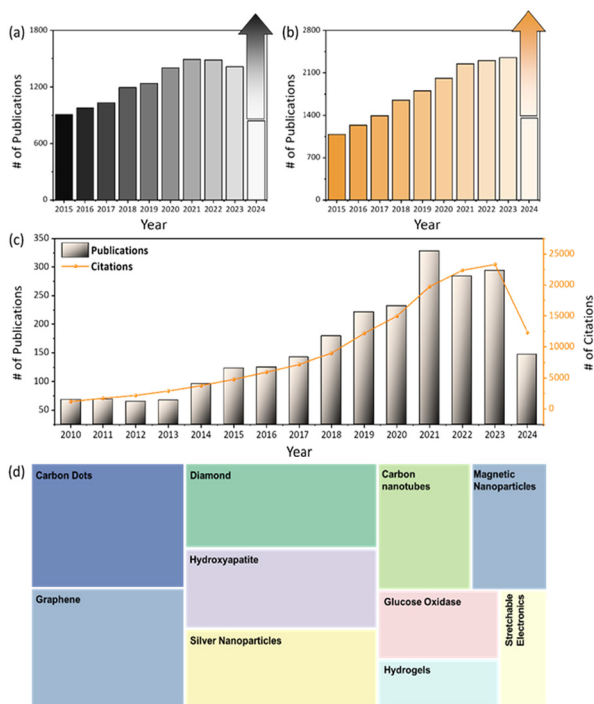 (a)
1800
1200
600
0
# of Publications
2015 2016 2017 2018 2019 2020 2021 2022 2023 2024
Year
(b)
2800
2100
1400
700
0
# of Publications
2015 2016 2017 2018 2019 2020 2021 2022 2023 2024
Year
(c)
350
300
250
200
150
100
50
# of Publications
Publications
Citations
25000
20000
15000
10000
5000
0
# of Citations
2010 2011 2012 2013 2014 2015 2016 2017 2018 2019 2020 2021 2022 2023 2024
Year
(d)
Carbon Dots
Diamond
Carbon
nanotubes
Magnetic
Nanoparticles
Hydroxyapatite
Graphene
Glucose Oxidase
Stretchable
Electronics
Silver Nanoparticles
Hydrogels